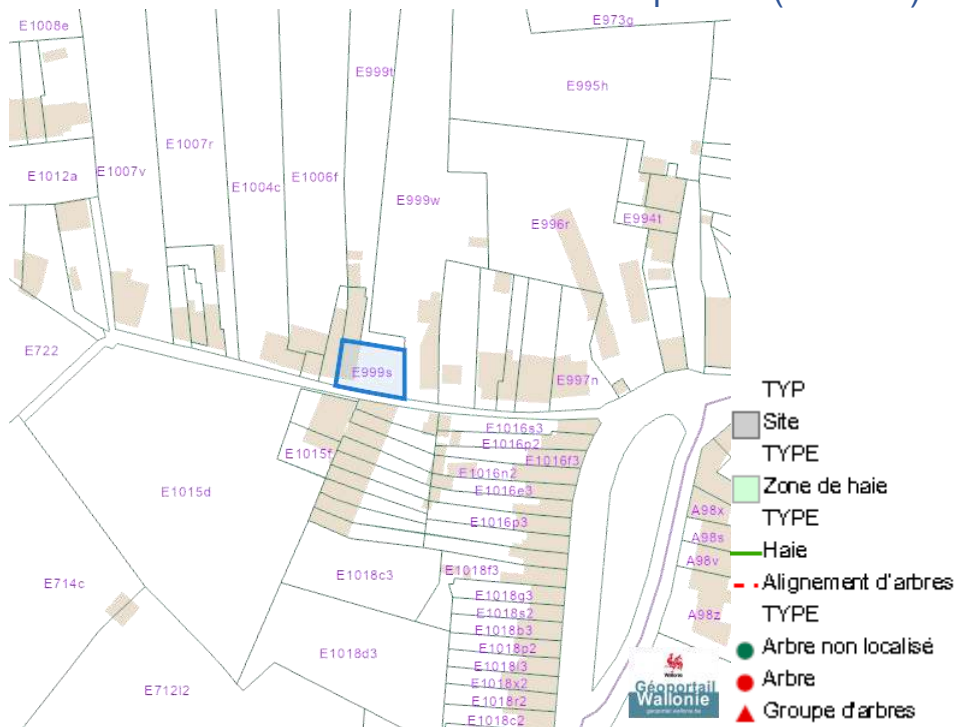 E1008e
E973g
E999t
E995h
E1007r
E1007v
E1012a
E1004c
E1006f
E999w
E996r
E994t
E722
E999s
E997n
E1016s3
E1016p2
E1016f3
E1015f
E1016n2
E1016e3
E1015d
E1016p3
A98x
A98s
A98v
E714c
E1018c3
E1018f3
E1018g3
E1018s2
E1018b3
E1018p2
A98z
E1018d3
E1018l3
E1018x2
E1018r2
E1018c2
E712l2
Wallonie
Géoportail
Wallonie
geoportail.wallonie.be
TYP
Site
TYPE
Zone de haie
TYPE
Haie
Alignement d'arbres
TYPE
Arbre non localisé
Arbre
Groupe d'arbres